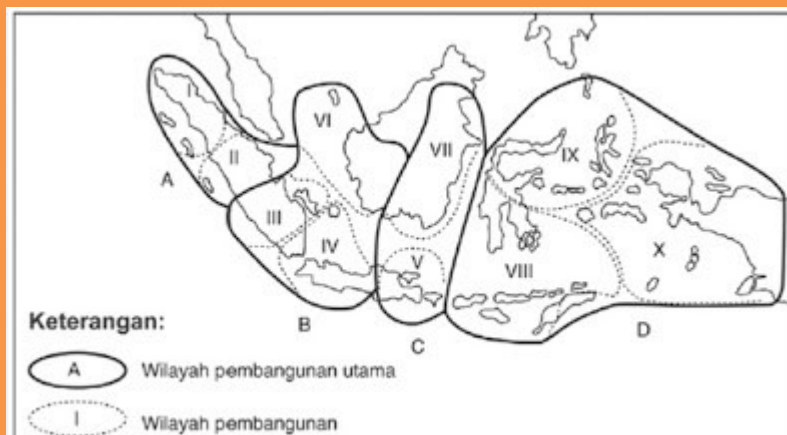 I
II
A
III
VI
IV
B
VII
V
C
IX
VIII
X
D
Keterangan:
A Wilayah pembangunan utama
I Wilayah pembangunan